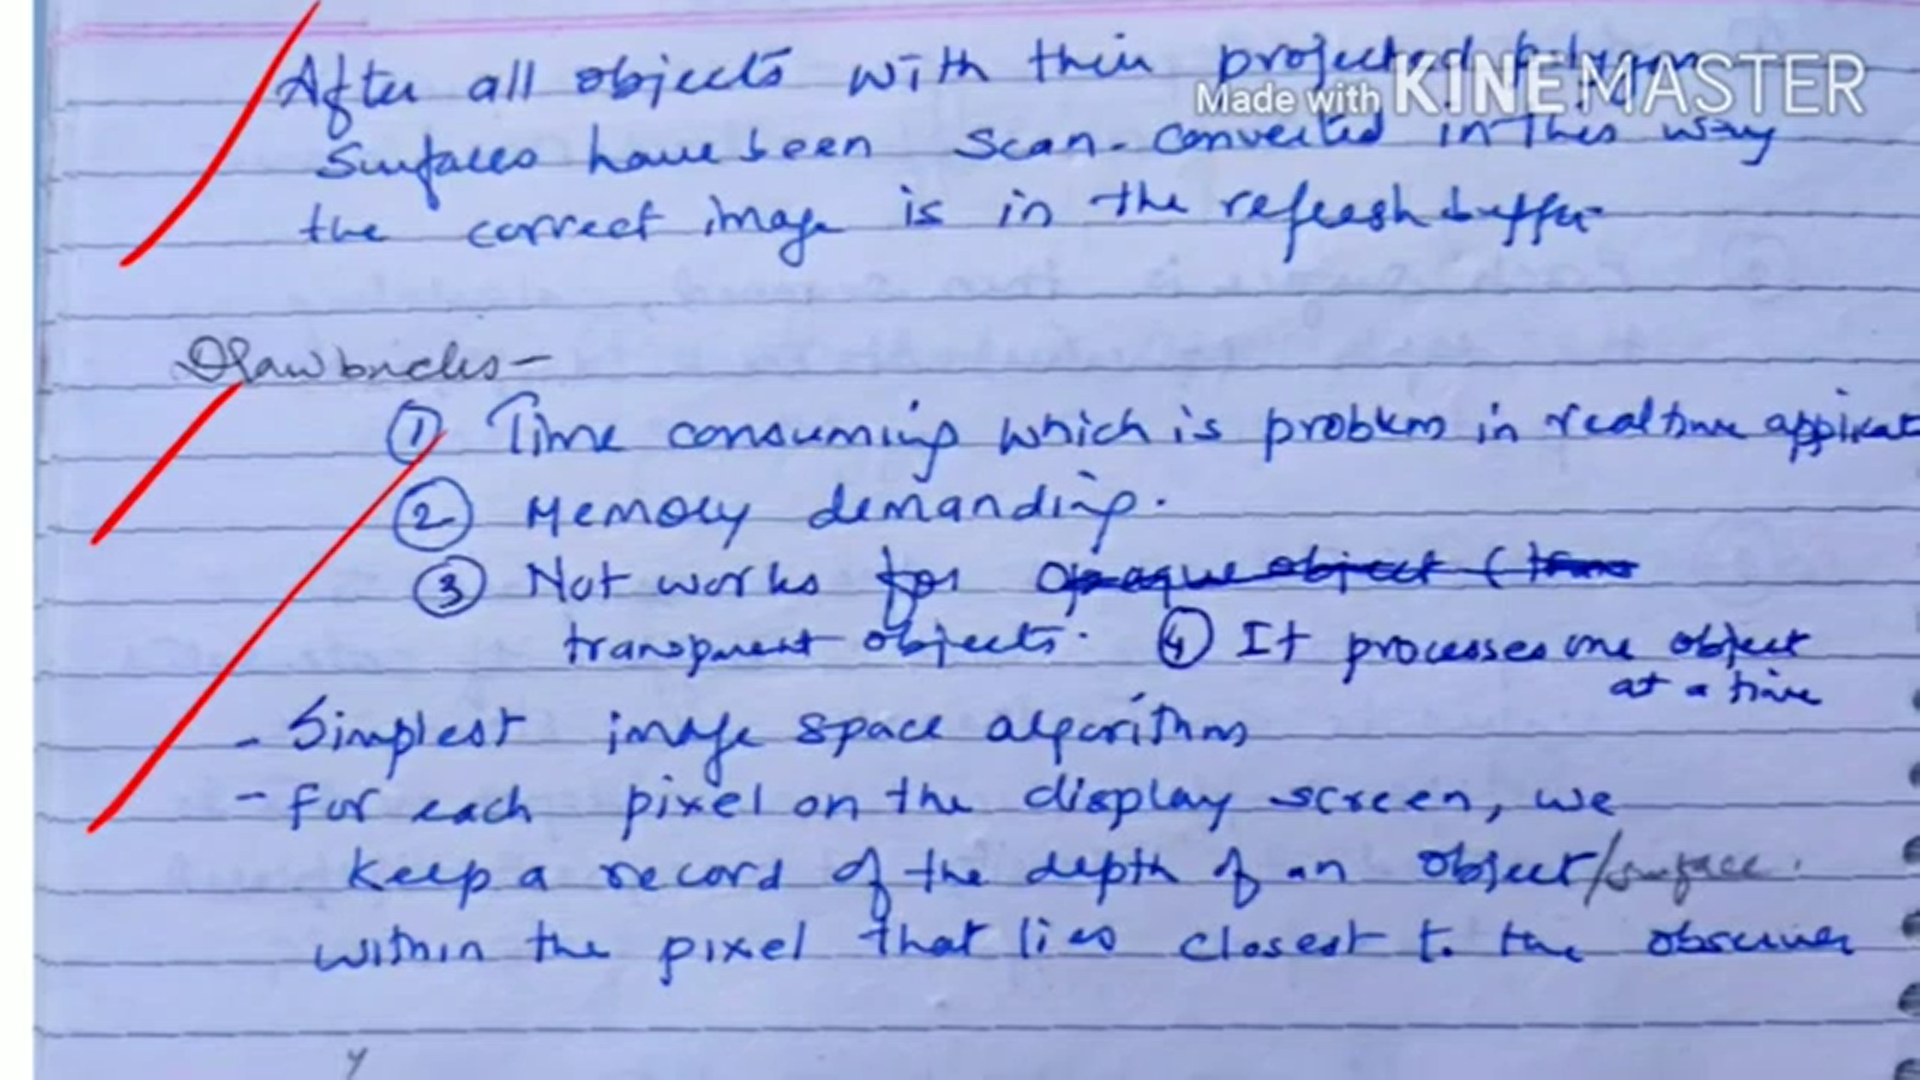 After all objects with their projected polygon
Made with KINEMASTER
Surfaces have been scan-converted in this way
the correct image is in the refresh buffer
Drawbacks-
① Time consuming which is problem in real time applicat
② Memory demanding.
③ Not works for opaque object (trans
transparent objects. ④ It processes one object
at a time
- Simplest image space algorithm
- For each pixel on the display screen, we
keep a record of the depth of an object/surface.
within the pixel that lies closest to the observer
y